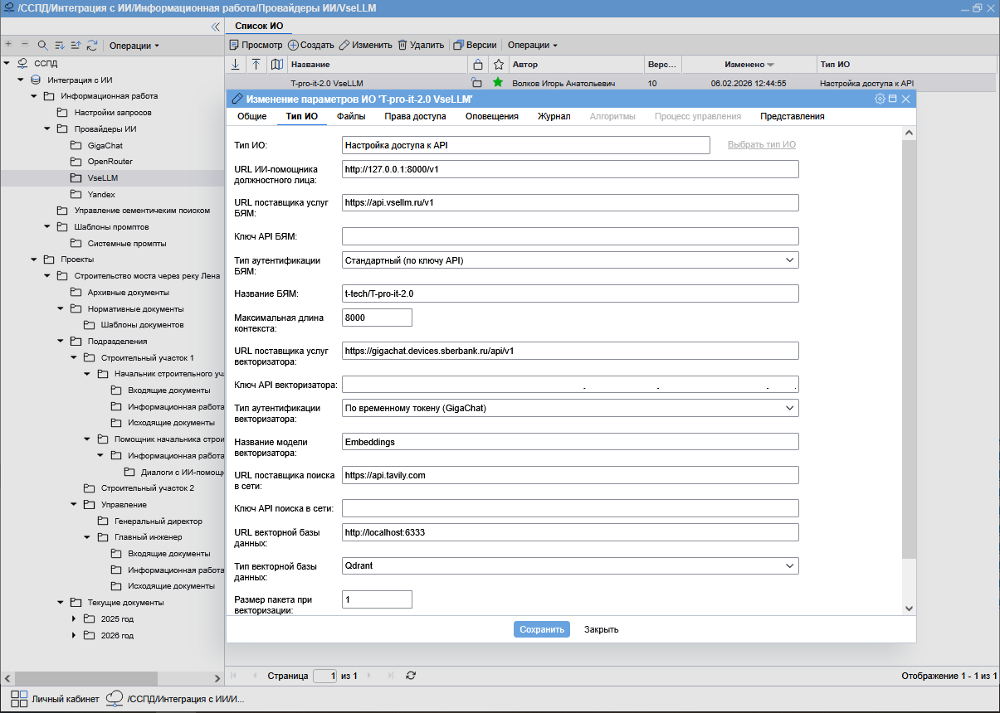 /ССПД/Интеграция с ИИ/Информационная работа/Провайдеры ИИ/VseLLM
Операции
ССПД
Интеграция с ИИ
Информационная работа
Настройки запросов
Провайдеры ИИ
GigaChat
OpenRouter
VseLLM
Yandex
Управление сементичеким поиском
Шаблоны промптов
Системные промпты
Проекты
Строительство моста через реку Лена
Архивные документы
Нормативные документы
Шаблоны документов
Подразделения
Строительный участок 1
Начальник строительного уч
Входящие документы
Информационная работа
Исходящие документы
Помощник начальника строи
Информационная работа
Диалоги с ИИ-помощн
Строительный участок 2
Управление
Генеральный директор
Главный инженер
Входящие документы
Информационная работа
Исходящие документы
Текущие документы
2025 год
2026 год
Список ИО
Просмотр Создать Изменить Удалить Версии Операции
Название Автор Верс... Изменено Тип ИО
T-pro-it-2.0 VseLLM Волков Игорь Анатольевич 10 06.02.2026 12:44:55 Настройка доступа к API
Изменение параметров ИО 'T-pro-it-2.0 VseLLM'
Общие Тип ИО Файлы Права доступа Оповещения Журнал Алгоритмы Процесс управления Представления
Тип ИО: Настройка доступа к API Выбрать тип ИО
URL ИИ-помощника
должностного лица: http://127.0.0.1:8000/v1
URL поставщика услуг
БЯМ: https://api.vsellm.ru/v1
Ключ API БЯМ:
Тип аутентификации
БЯМ: Стандартный (по ключу API)
Название БЯМ: t-tech/T-pro-it-2.0
Максимальная длина
контекста: 8000
URL поставщика услуг
векторизатора: https://gigachat.devices.sberbank.ru/api/v1
Ключ API векторизатора:
Тип аутентификации
векторизатора: По временному токену (GigaChat)
Название модели
векторизатора: Embeddings
URL поставщика поиска
в сети: https://api.tavily.com
Ключ API поиска в сети:
URL векторной базы
данных: http://localhost:6333
Тип векторной базы
данных: Qdrant
Размер пакета при
векторизации: 1
Сохранить Закрыть
Страница 1 из 1
Отображение 1 - 1 из 1
Личный кабинет /ССПД/Интеграция с ИИ/И...